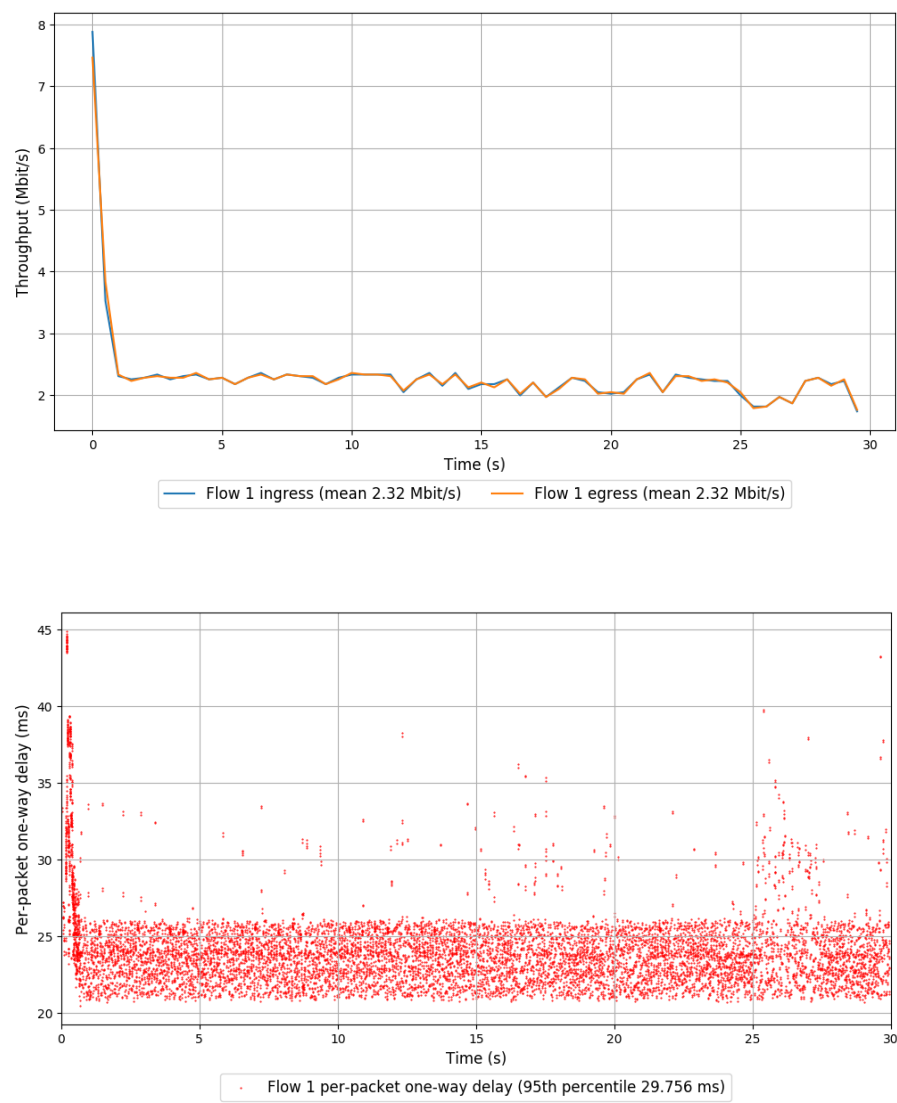 8
7
6
5
4
3
2
Throughput (Mbit/s)
0 5 10 15 20 25 30
Time (s)
Flow 1 ingress (mean 2.32 Mbit/s) Flow 1 egress (mean 2.32 Mbit/s)
45
40
35
30
25
20
Per-packet one-way delay (ms)
0 5 10 15 20 25 30
Time (s)
Flow 1 per-packet one-way delay (95th percentile 29.756 ms)